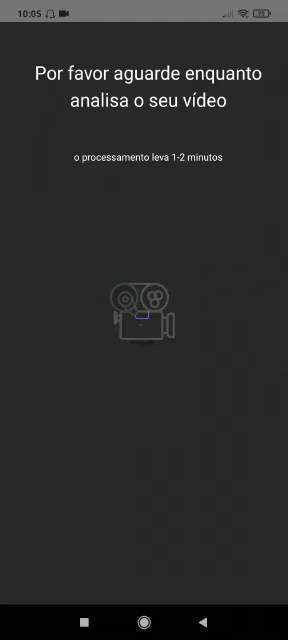 10:05
Por favor aguarde enquanto
analisa o seu vídeo
o processamento leva 1-2 minutos